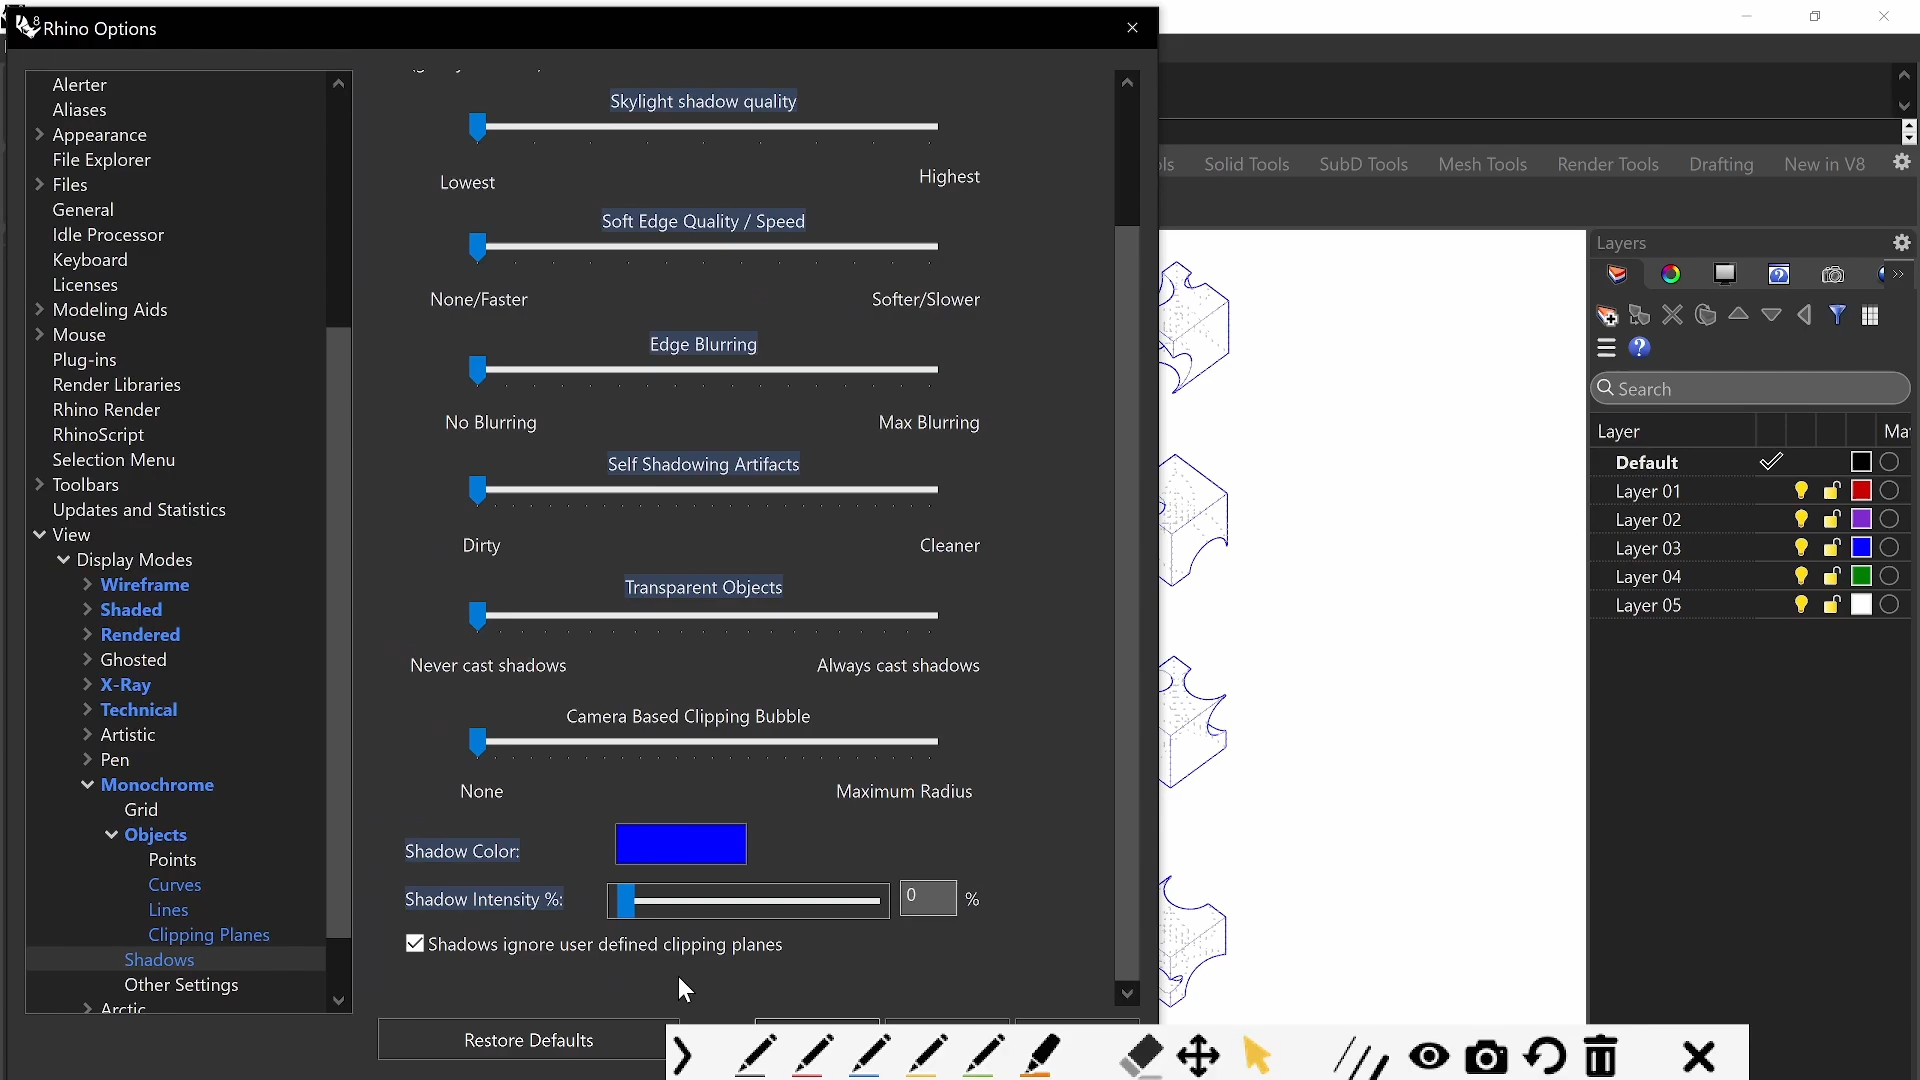 Rhino Options
Alerter
Aliases
Appearance
File Explorer
Files
General
Idle Processor
Keyboard
Licenses
Modeling Aids
Mouse
Plug-ins
Render Libraries
Rhino Render
RhinoScript
Selection Menu
Toolbars
Updates and Statistics
View
Display Modes
Wireframe
Shaded
Rendered
Ghosted
X-Ray
Technical
Artistic
Pen
Monochrome
Grid
Objects
Points
Curves
Lines
Clipping Planes
Shadows
Other Settings
Arctic
Skylight shadow quality
Lowest Highest
Soft Edge Quality / Speed
None/Faster Softer/Slower
Edge Blurring
No Blurring Max Blurring
Self Shadowing Artifacts
Dirty Cleaner
Transparent Objects
Never cast shadows Always cast shadows
Camera Based Clipping Bubble
None Maximum Radius
Shadow Color:
Shadow Intensity %: 0 %
Shadows ignore user defined clipping planes
Restore Defaults
ls Solid Tools SubD Tools Mesh Tools Render Tools Drafting New in V8
Layers
Search
Layer Ma
Default
Layer 01
Layer 02
Layer 03
Layer 04
Layer 05